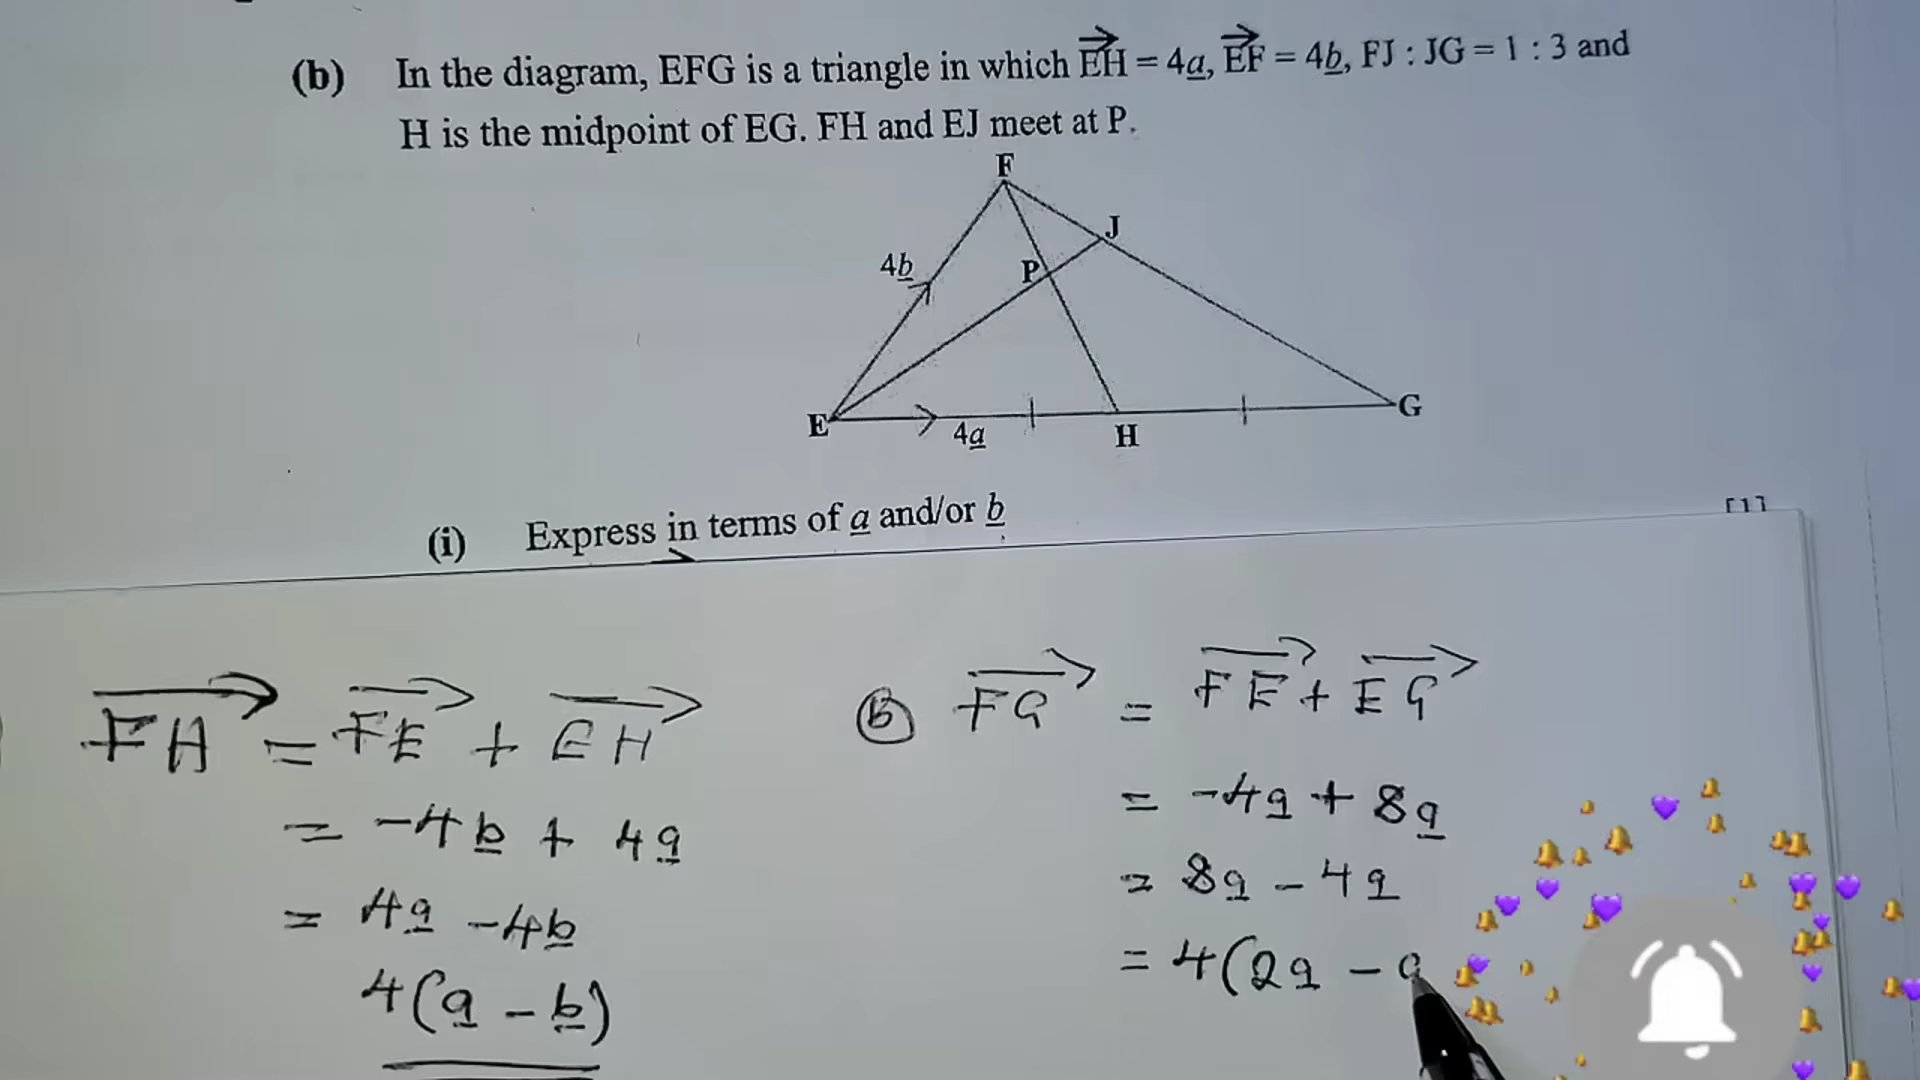 (b) In the diagram, EFG is a triangle in which EH = 4a, EF = 4b, FJ : JG = 1 : 3 and
H is the midpoint of EG. FH and EJ meet at P.
F
J
4b
P
E
4a
H
G
(i) Express in terms of a and/or b
[1]
FH = FE + EH
= -4b + 4a
= 4a - 4b
4(a - b)
(b) FG = FE + EG
= -4a + 8a
= 8a - 4a
= 4(2a - a